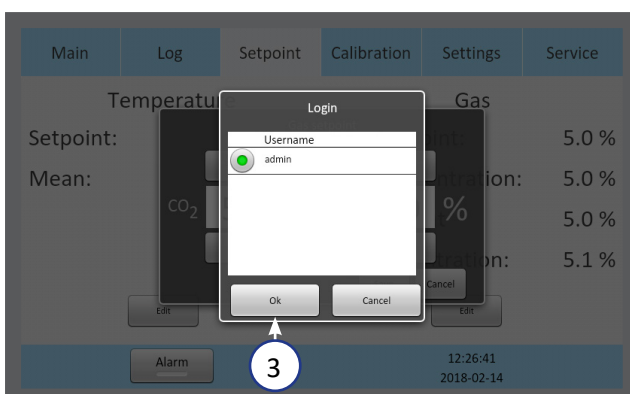 Main Log Setpoint Calibration Settings Service
Login
Gas
Setpoint: 5.0 %
Username
admin
Mean: 5.0 %
CO2 %
5.0 %
5.1 %
Cancel
Ok Cancel
Edit Edit
Alarm
3
12:26:41
2018-02-14